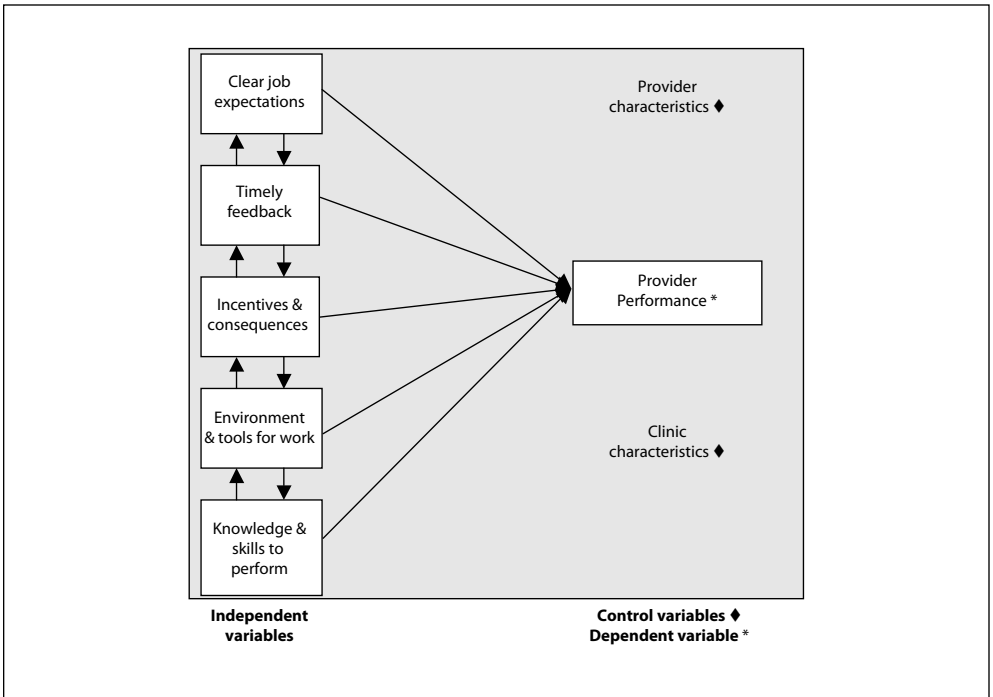 Clear job
expectations
Timely
feedback
Incentives &
consequences
Environment
& tools for work
Knowledge &
skills to
perform
Provider
characteristics ♦
Provider
Performance *
Clinic
characteristics ♦
Independent
variables
Control variables ♦
Dependent variable *